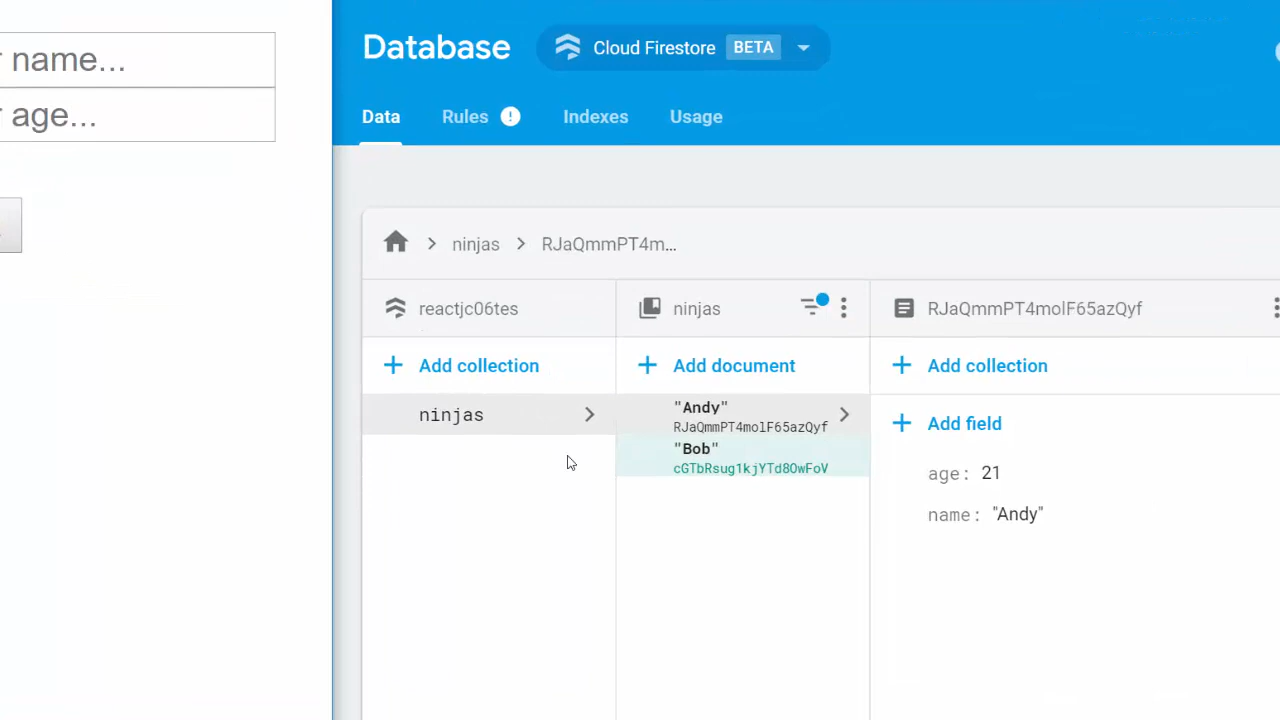 name...
age...
Database
Cloud Firestore BETA
Data Rules ! Indexes Usage
ninjas RJaQmmPT4m...
reactjc06tes
ninjas
RJaQmmPT4molF65azQyf
Add collection
Add document
Add collection
ninjas
"Andy"
RJaQmmPT4molF65azQyf
"Bob"
cGTbRsug1kjYTd8OwFoV
Add field
age: 21
name: "Andy"